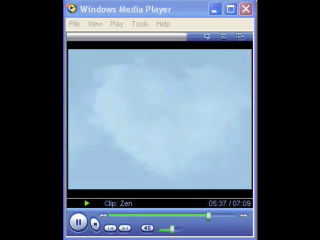 Windows Media Player
File View Play Tools Help
Clip: Zen 05:37 / 07:09